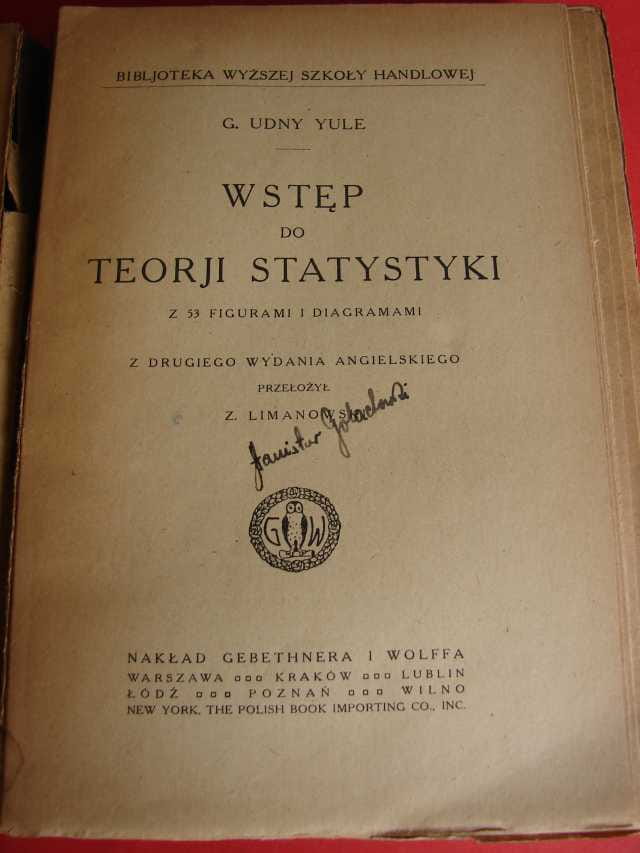 BIBLJOTEKA WYŻSZEJ SZKOŁY HANDLOWEJ
G. UDNY YULE
WSTĘP
DO
TEORJI STATYSTYKI
Z 53 FIGURAMI I DIAGRAMAMI
Z DRUGIEGO WYDANIA ANGIELSKIEGO
PRZEŁOŻYŁ
Z. LIMANOWSKI
Stanisław
G W
NAKŁAD GEBETHNERA I WOLFFA
WARSZAWA ▫▫▫ KRAKÓW ▫▫▫ LUBLIN
ŁÓDŹ ▫▫▫ POZNAŃ ▫▫▫ WILNO
NEW YORK, THE POLISH BOOK IMPORTING CO., INC.